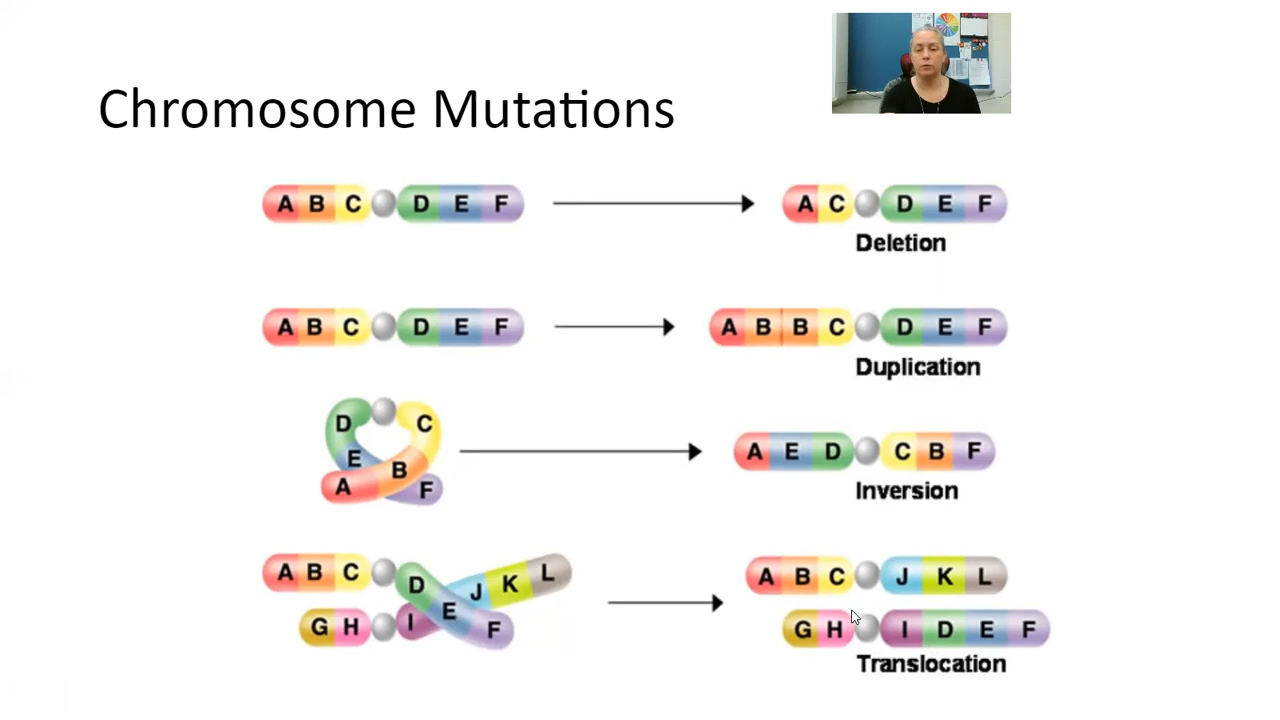 Chromosome Mutations
A B C D E F A C D E F
Deletion
A B C D E F A B B C D E F
Duplication
D C
E B
A F
A E D C B F
Inversion
A B C D E F
G H I J K L
A B C J K L
G H I D E F
Translocation